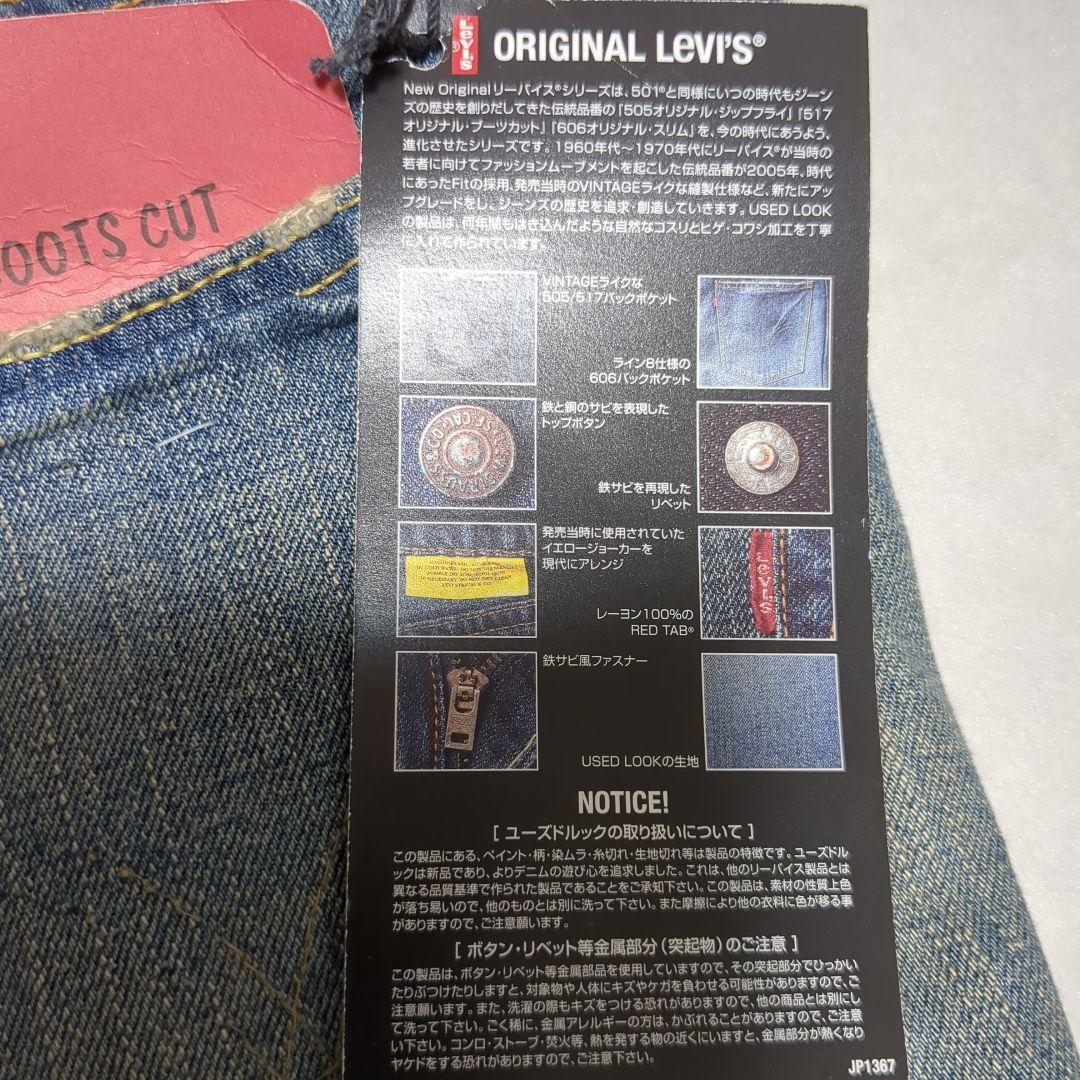 OOTS CUT
LEVI'S
ORIGINAL LEVI'S®
New Originalリーバイス®シリーズは、501®と同様にいつの時代もジーン
ズの歴史を創りだしてきた伝統品番の「505オリジナル・ジップフライ」「517
オリジナル・ブーツカット」「606オリジナル・スリム」を、今の時代にあうよう、
進化させたシリーズです。1960年代〜1970年代にリーバイス®が当時の
若者に向けてファッションムーブメントを起こした伝統品番が2005年、時代
にあったFitの採用、発売当時のVINTAGEライクな縫製仕様など、新たにアッ
プグレードをし、ジーンズの歴史を追求・創造していきます。USED LOOK
の製品は、何年間もはき込んだような自然なコスリとヒゲ・コワシ加工を丁寧
に入れて作られています。
VINTAGEライクな
505/517バックポケット
ライン8仕様の
606バックポケット
鉄と銅のサビを表現した
トップボタン
鉄サビを再現した
リベット
発売当時に使用されていた
イエロージョーカーを
現代にアレンジ
レーヨン100%の
RED TAB®
LEVI'S
鉄サビ風ファスナー
USED LOOKの生地
NOTICE!
[ ユーズドルックの取り扱いについて ]
この製品にある、ペイント・柄・染ムラ・糸切れ・生地切れ等は製品の特徴です。ユーズドル
ックは新品であり、よりデニムの遊び心を追求しました。これは、他のリーバイス製品とは
異なる品質基準で作られた製品であることをご承知下さい。この製品は、素材の性質上色
が落ち易いので、他のものとは別に洗って下さい。また摩擦により他の衣料に色が移る事
がありますので、ご注意願います。
[ ボタン・リベット等金属部分(突起物)のご注意 ]
この製品は、ボタン・リベット等金属部品を使用していますので、その突起部分でひっかい
たりぶつけたりしますと、対象物や人体にキズやケガを負わせる可能性がありますので、ご
注意願います。また、洗濯の際もキズをつける恐れがありますので、他の商品とは別にし
て洗って下さい。ごく稀に、金属アレルギーの方は、かぶれることがありますので、ご注意
下さい。コンロ・ストーブ・焚火等、熱を発する物の近くにいますと、金属部分が熱くなり
ヤケドをする恐れがありますので、ご注意下さい。
JP1367